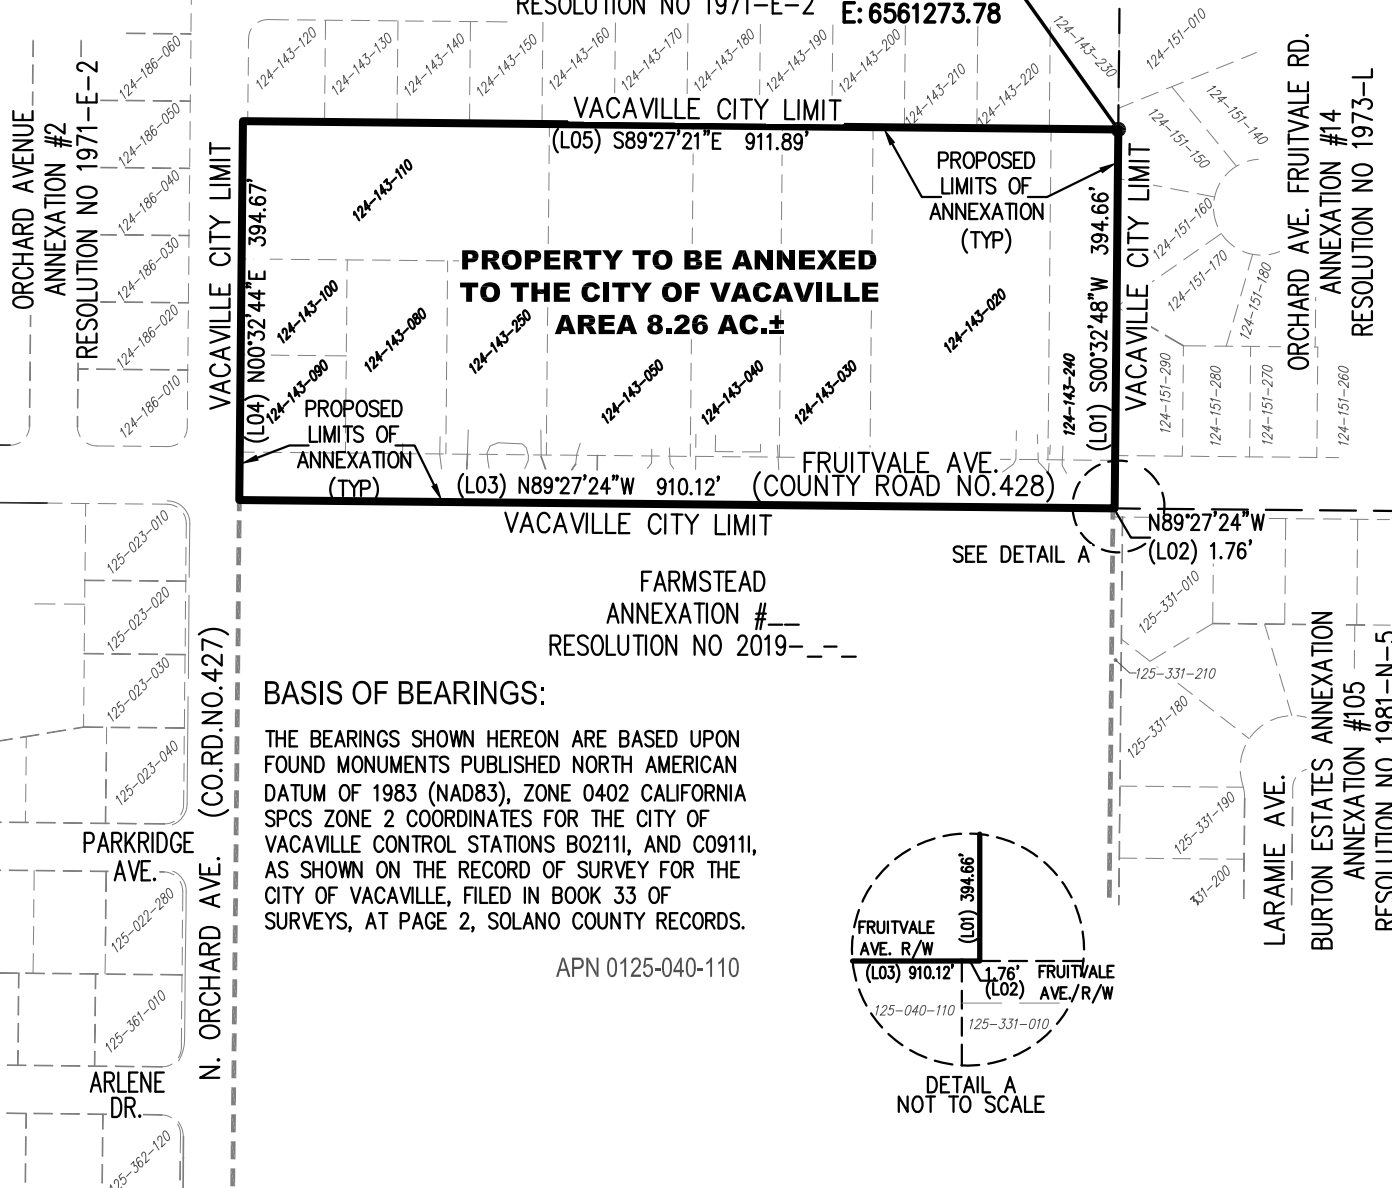 RESOLUTION NO 1971-E-2
E: 6561273.78
124-143-120
124-143-130
124-143-140
124-143-150
124-143-160
124-143-170
124-143-180
124-143-190
124-143-200
124-143-210
124-143-220
124-143-230
124-151-010
124-151-140
124-151-150
124-151-160
124-151-170
124-151-180
124-151-290
124-151-280
124-151-270
124-151-260
ORCHARD AVENUE
ANNEXATION #2
RESOLUTION NO 1971-E-2
124-186-060
124-186-050
124-186-040
124-186-030
124-186-020
124-186-010
VACAVILLE CITY LIMIT
VACAVILLE CITY LIMIT
(L05) S89°27'21"E 911.89'
(L04) N00°32'44"E 394.67'
124-143-110
PROPOSED
LIMITS OF
ANNEXATION
(TYP)
(L01) S00°32'48"W 394.66'
VACAVILLE CITY LIMIT
ORCHARD AVE. FRUITVALE RD.
ANNEXATION #14
RESOLUTION NO 1973-L
PROPERTY TO BE ANNEXED
TO THE CITY OF VACAVILLE
AREA 8.26 AC.±
124-143-100
124-143-090
124-143-080
124-143-250
124-143-050
124-143-040
124-143-030
124-143-020
124-143-240
PROPOSED
LIMITS OF
ANNEXATION
(TYP)
FRUITVALE AVE.
(L03) N89°27'24"W 910.12'
(COUNTY ROAD NO.428)
VACAVILLE CITY LIMIT
N89°27'24"W
(L02) 1.76'
SEE DETAIL A
FARMSTEAD
ANNEXATION #__
RESOLUTION NO 2019-_-_
125-023-010
125-023-020
125-023-030
125-023-040
N. ORCHARD AVE. (CO.RD.NO.427)
BASIS OF BEARINGS:
THE BEARINGS SHOWN HEREON ARE BASED UPON
FOUND MONUMENTS PUBLISHED NORTH AMERICAN
DATUM OF 1983 (NAD83), ZONE 0402 CALIFORNIA
SPCS ZONE 2 COORDINATES FOR THE CITY OF
VACAVILLE CONTROL STATIONS BO211I, AND C0911I,
AS SHOWN ON THE RECORD OF SURVEY FOR THE
CITY OF VACAVILLE, FILED IN BOOK 33 OF
SURVEYS, AT PAGE 2, SOLANO COUNTY RECORDS.
APN 0125-040-110
PARKRIDGE
AVE.
125-022-280
125-361-010
ARLENE
DR.
125-362-120
125-331-010
125-331-210
125-331-180
125-331-190
331-200
LARAMIE AVE.
BURTON ESTATES ANNEXATION
ANNEXATION #105
RESOLUTION NO 1981-N-5
(L01) 394.66'
FRUITVALE
AVE. R/W
(L03) 910.12'
1.76'
(L02)
FRUITVALE
AVE./R/W
125-040-110
125-331-010
DETAIL A
NOT TO SCALE